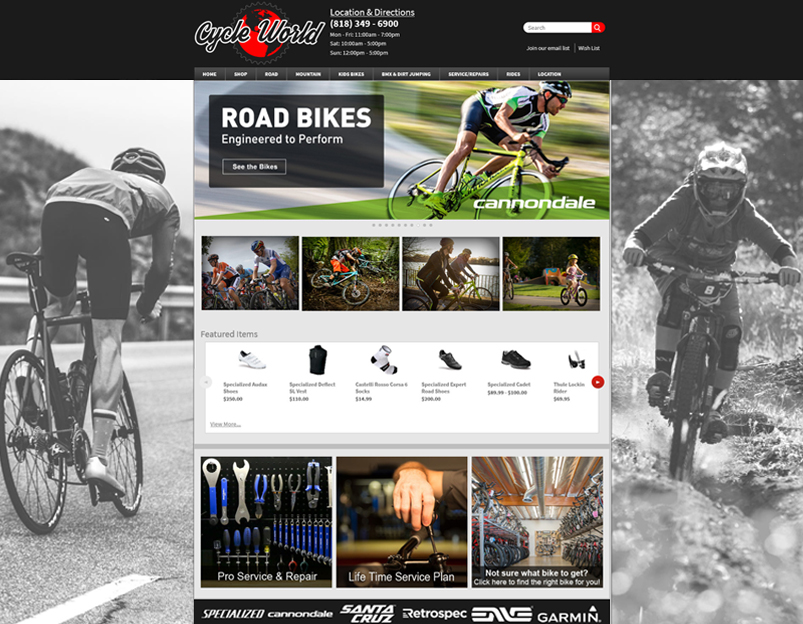 Cycle World
Location & Directions
(818) 349 - 6900
Mon - Fri: 11:00am - 7:00pm
Sat: 10:00am - 5:00pm
Sun: 12:00pm - 5:00pm
Search
Join our email list
Wish List
HOME SHOP ROAD MOUNTAIN KIDS BIKES BMX & DIRT JUMPING SERVICE/REPAIRS RIDES LOCATION
ROAD BIKES
Engineered to Perform
See the Bikes
cannondale
Featured Items
Specialized Audax
Shoes
$350.00
Specialized Deflect
SL Vest
$110.00
Castelli Rosso Corsa 6
Socks
$14.99
Specialized Expert
Road Shoes
$300.00
Specialized Cadet
$89.99 - $100.00
Thule Lockin
Rider
$69.95
View More...
Pro Service & Repair
Life Time Service Plan
Not sure what bike to get?
Click here to find the right bike for you!
SPECIALIZED cannondale SANTA CRUZ Retrospec ENVE GARMIN